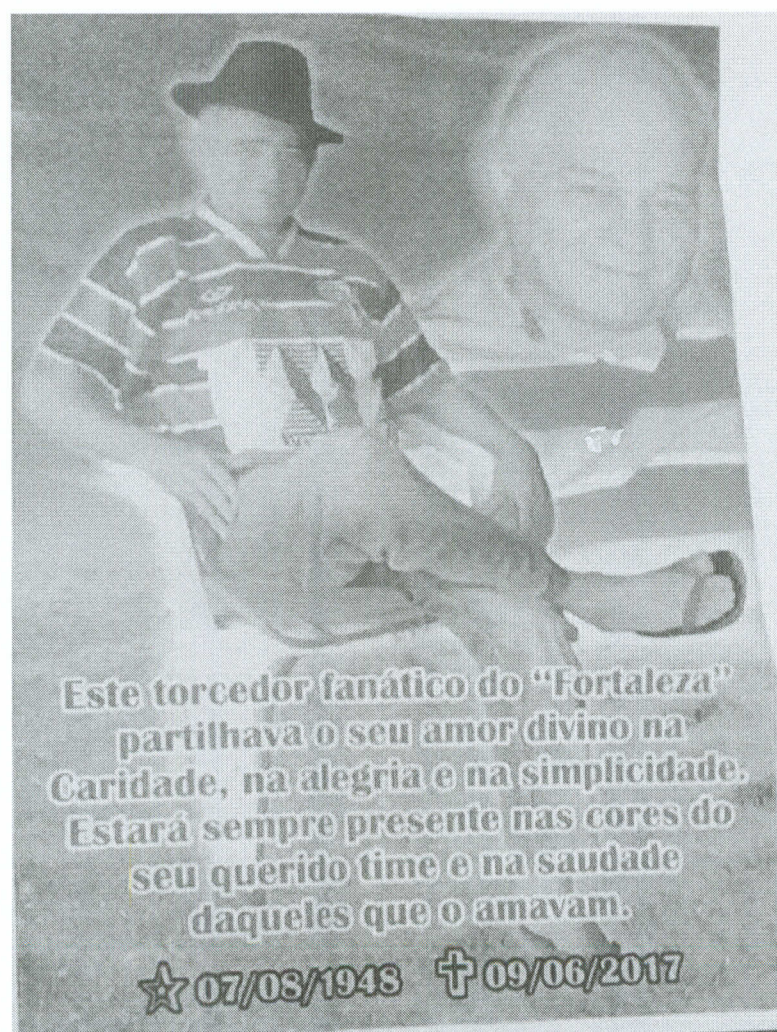 Este torcedor fanático do "Fortaleza"
partilhava o seu amor divino na
Caridade, na alegria e na simplicidade.
Estará sempre presente nas cores do
seu querido time e na saudade
daqueles que o amavam.
07/08/1948 09/06/2017